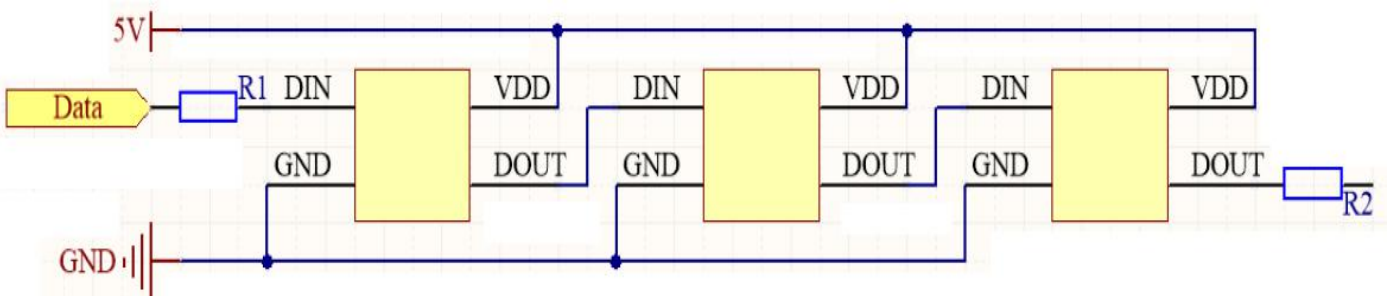 5V
Data
R1 DIN VDD DIN VDD DIN VDD
GND DOUT GND DOUT GND DOUT
R2
GND